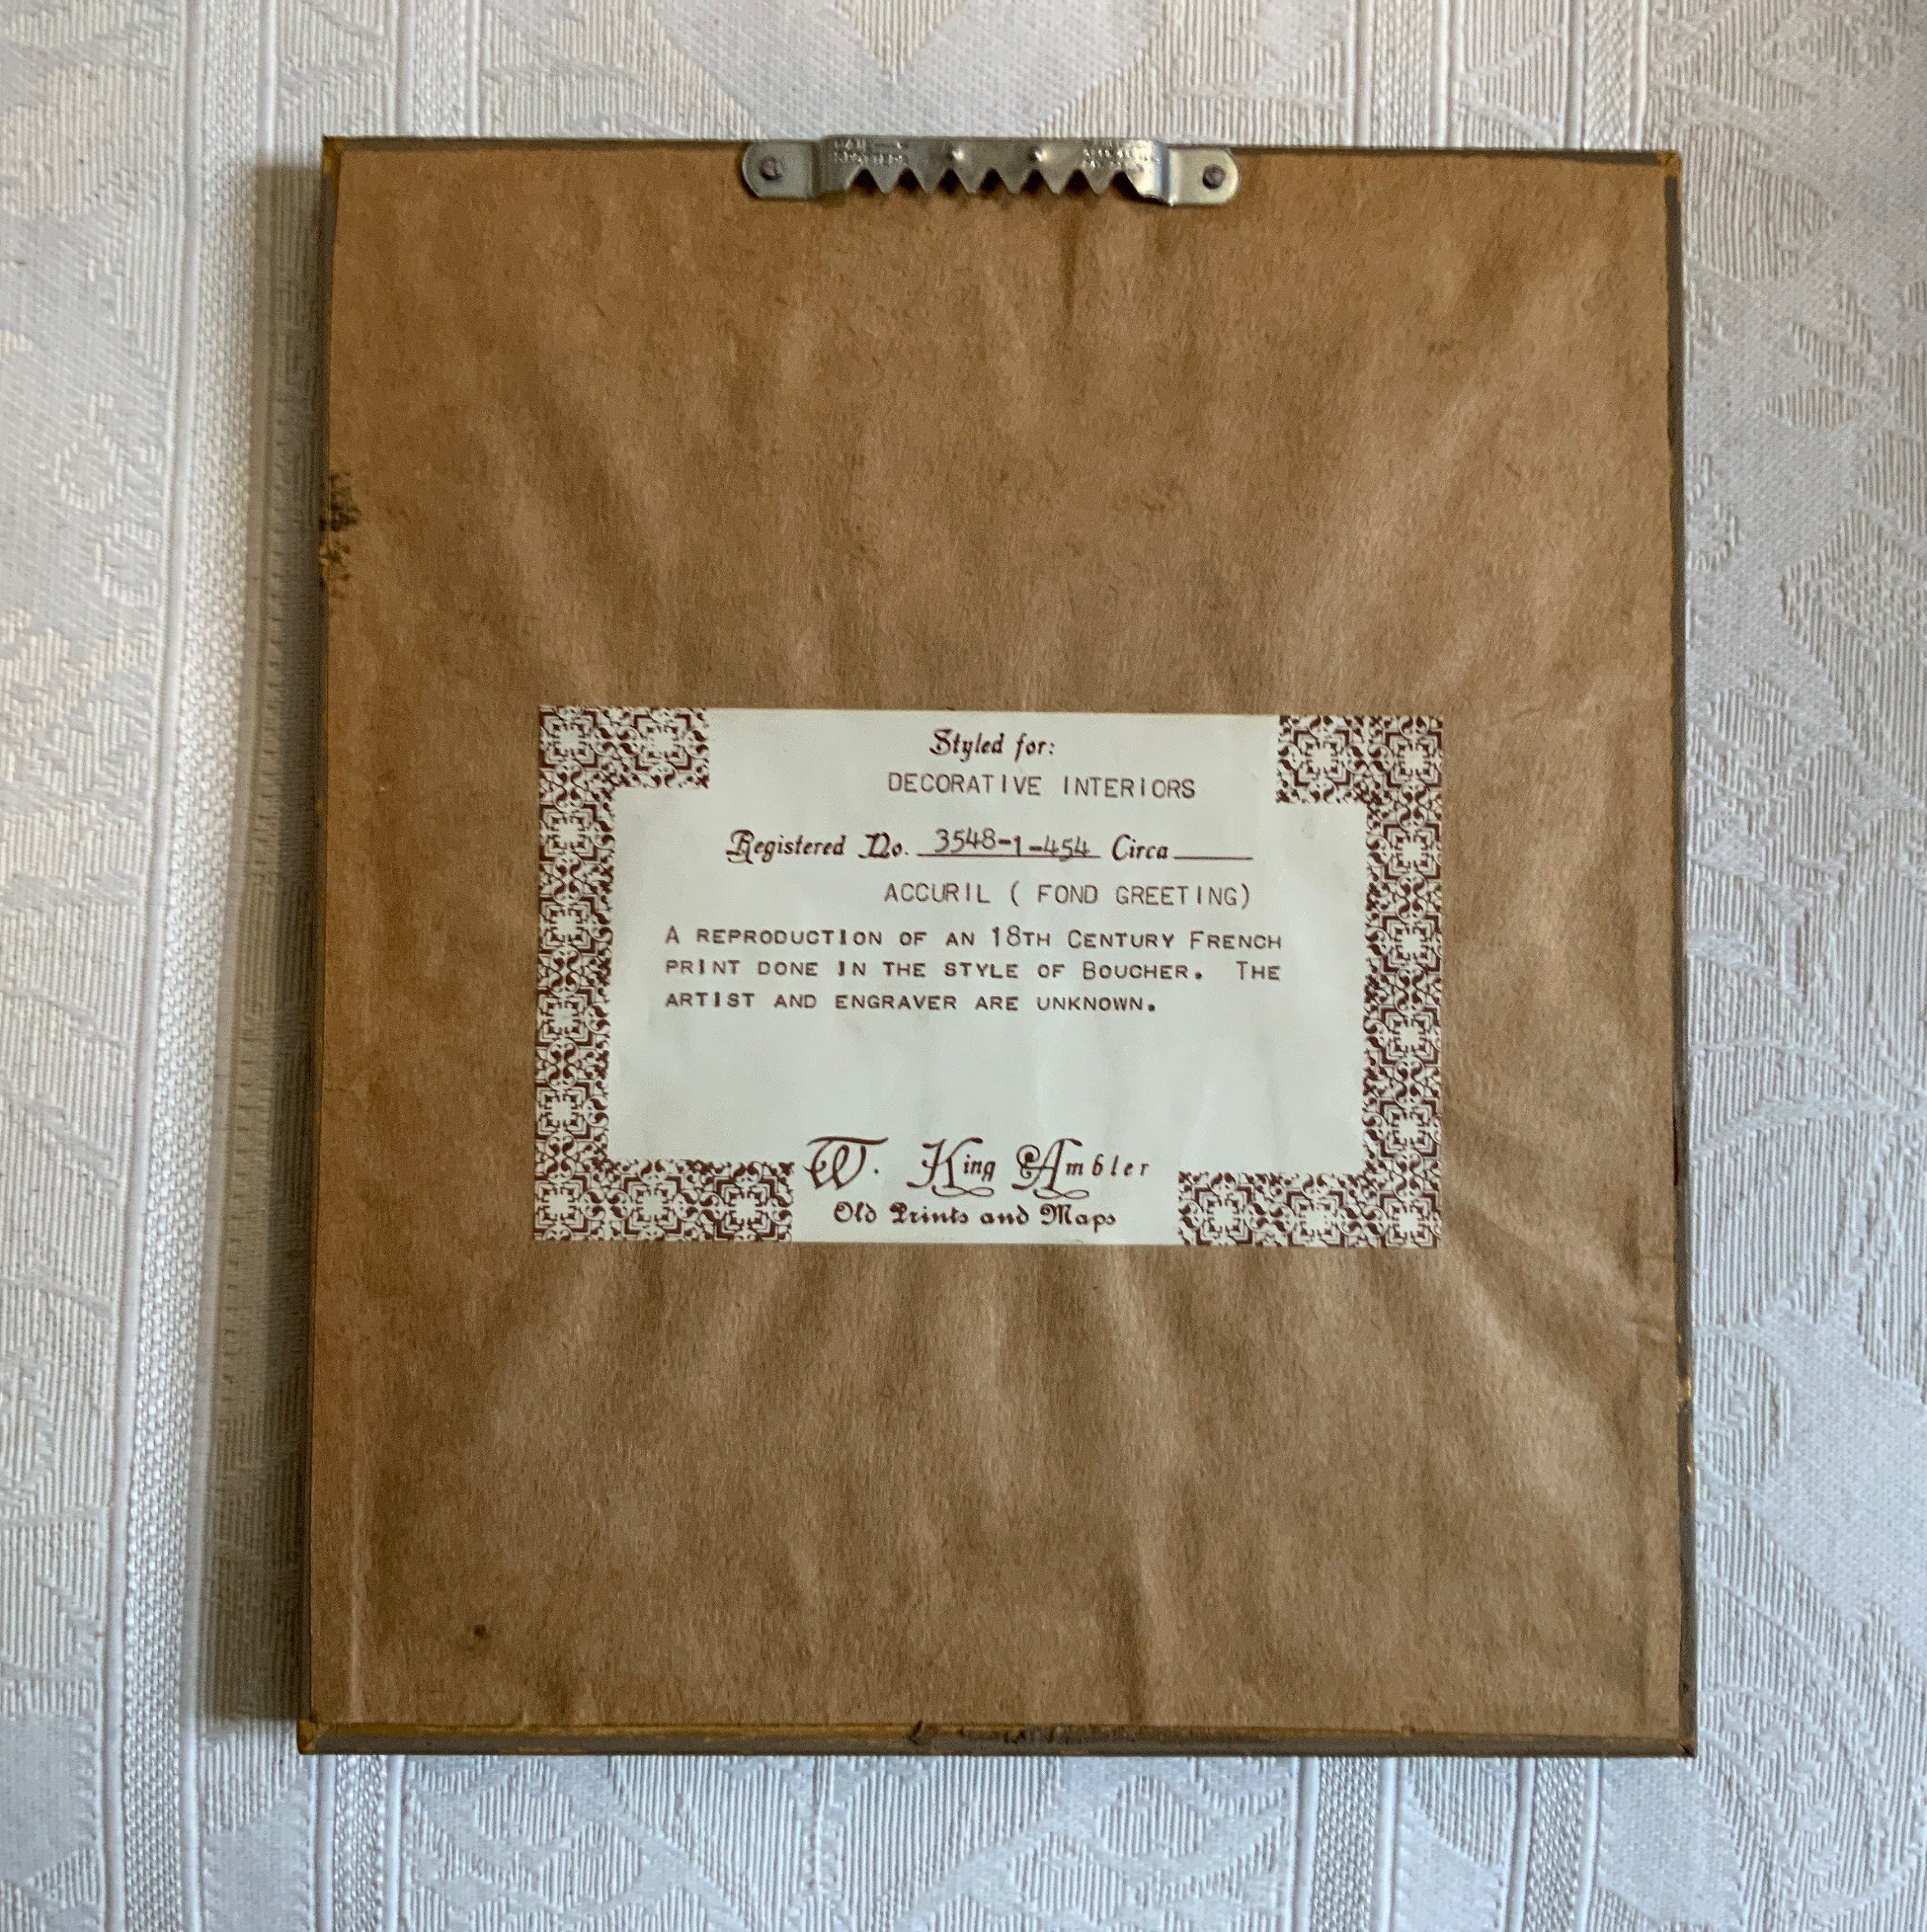 Styled for:
DECORATIVE INTERIORS
Registered No. 3548-1-454 Circa
ACCURIL ( FOND GREETING)
A REPRODUCTION OF AN 18TH CENTURY FRENCH
PRINT DONE IN THE STYLE OF BOUCHER. THE
ARTIST AND ENGRAVER ARE UNKNOWN.
W. King Ambler
Old Prints and Maps